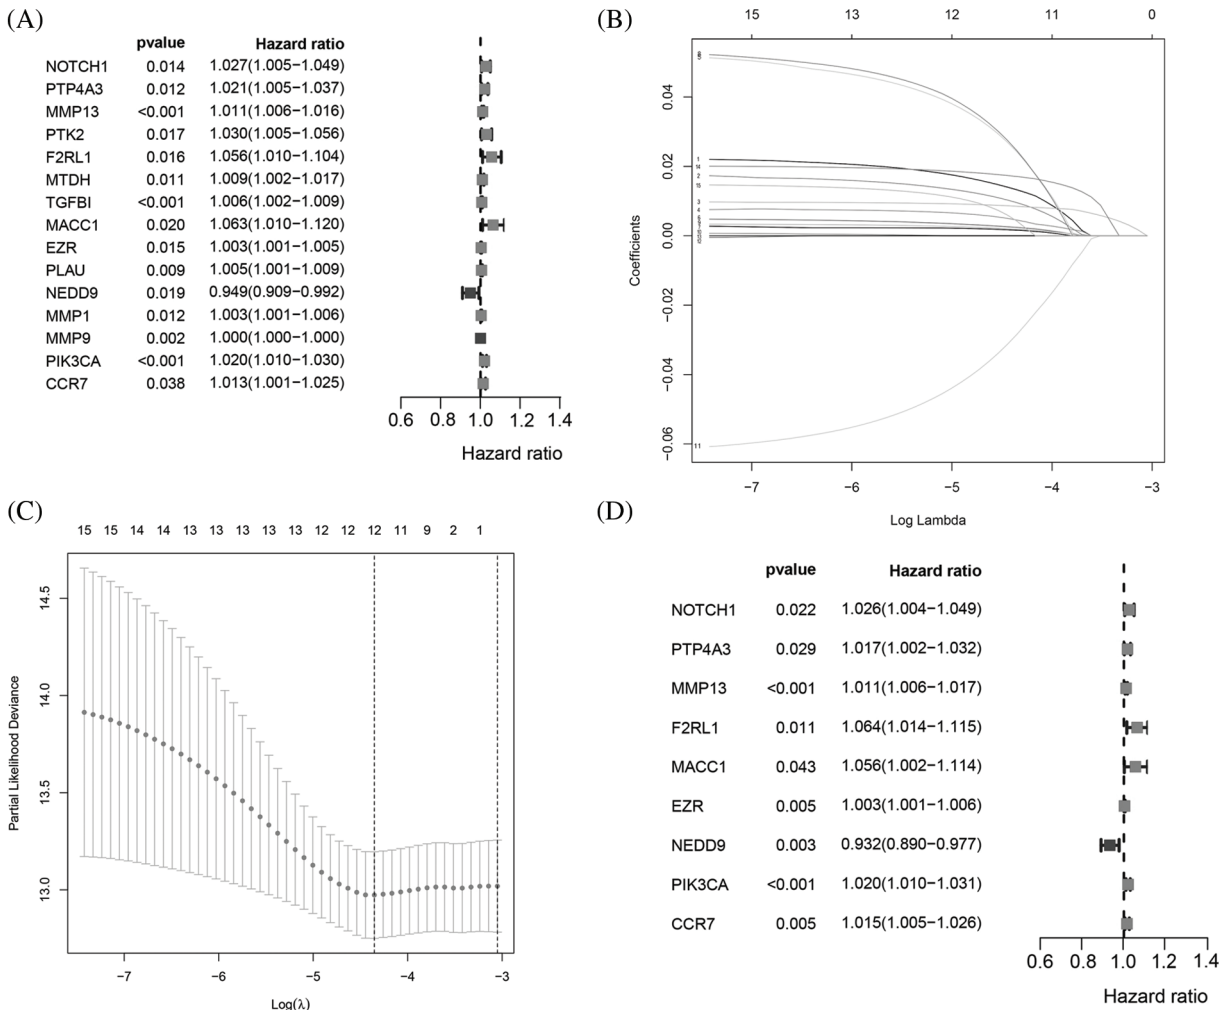 (A)
pvalue Hazard ratio
NOTCH1 0.014 1.027(1.005−1.049)
PTP4A3 0.012 1.021(1.005−1.037)
MMP13 <0.001 1.011(1.006−1.016)
PTK2 0.017 1.030(1.005−1.056)
F2RL1 0.016 1.056(1.010−1.104)
MTDH 0.011 1.009(1.002−1.017)
TGFBI <0.001 1.006(1.002−1.009)
MACC1 0.020 1.063(1.010−1.120)
EZR 0.015 1.003(1.001−1.005)
PLAU 0.009 1.005(1.001−1.009)
NEDD9 0.019 0.949(0.909−0.992)
MMP1 0.012 1.003(1.001−1.006)
MMP9 0.002 1.000(1.000−1.000)
PIK3CA <0.001 1.020(1.010−1.030)
CCR7 0.038 1.013(1.001−1.025)
0.6 0.8 1.0 1.2 1.4
Hazard ratio
(B)
15 13 12 11 0
Coefficients
0.04
0.02
0.00
−0.02
−0.04
−0.06
1
2
3
4
11
−7 −6 −5 −4 −3
Log Lambda
(C)
15 15 14 14 13 13 13 13 13 12 12 12 11 9 2 1
Partial Likelihood Deviance
14.5
14.0
13.5
13.0
−7 −6 −5 −4 −3
Log(λ)
(D)
pvalue Hazard ratio
NOTCH1 0.022 1.026(1.004−1.049)
PTP4A3 0.029 1.017(1.002−1.032)
MMP13 <0.001 1.011(1.006−1.017)
F2RL1 0.011 1.064(1.014−1.115)
MACC1 0.043 1.056(1.002−1.114)
EZR 0.005 1.003(1.001−1.006)
NEDD9 0.003 0.932(0.890−0.977)
PIK3CA <0.001 1.020(1.010−1.031)
CCR7 0.005 1.015(1.005−1.026)
0.6 0.8 1.0 1.2 1.4
Hazard ratio